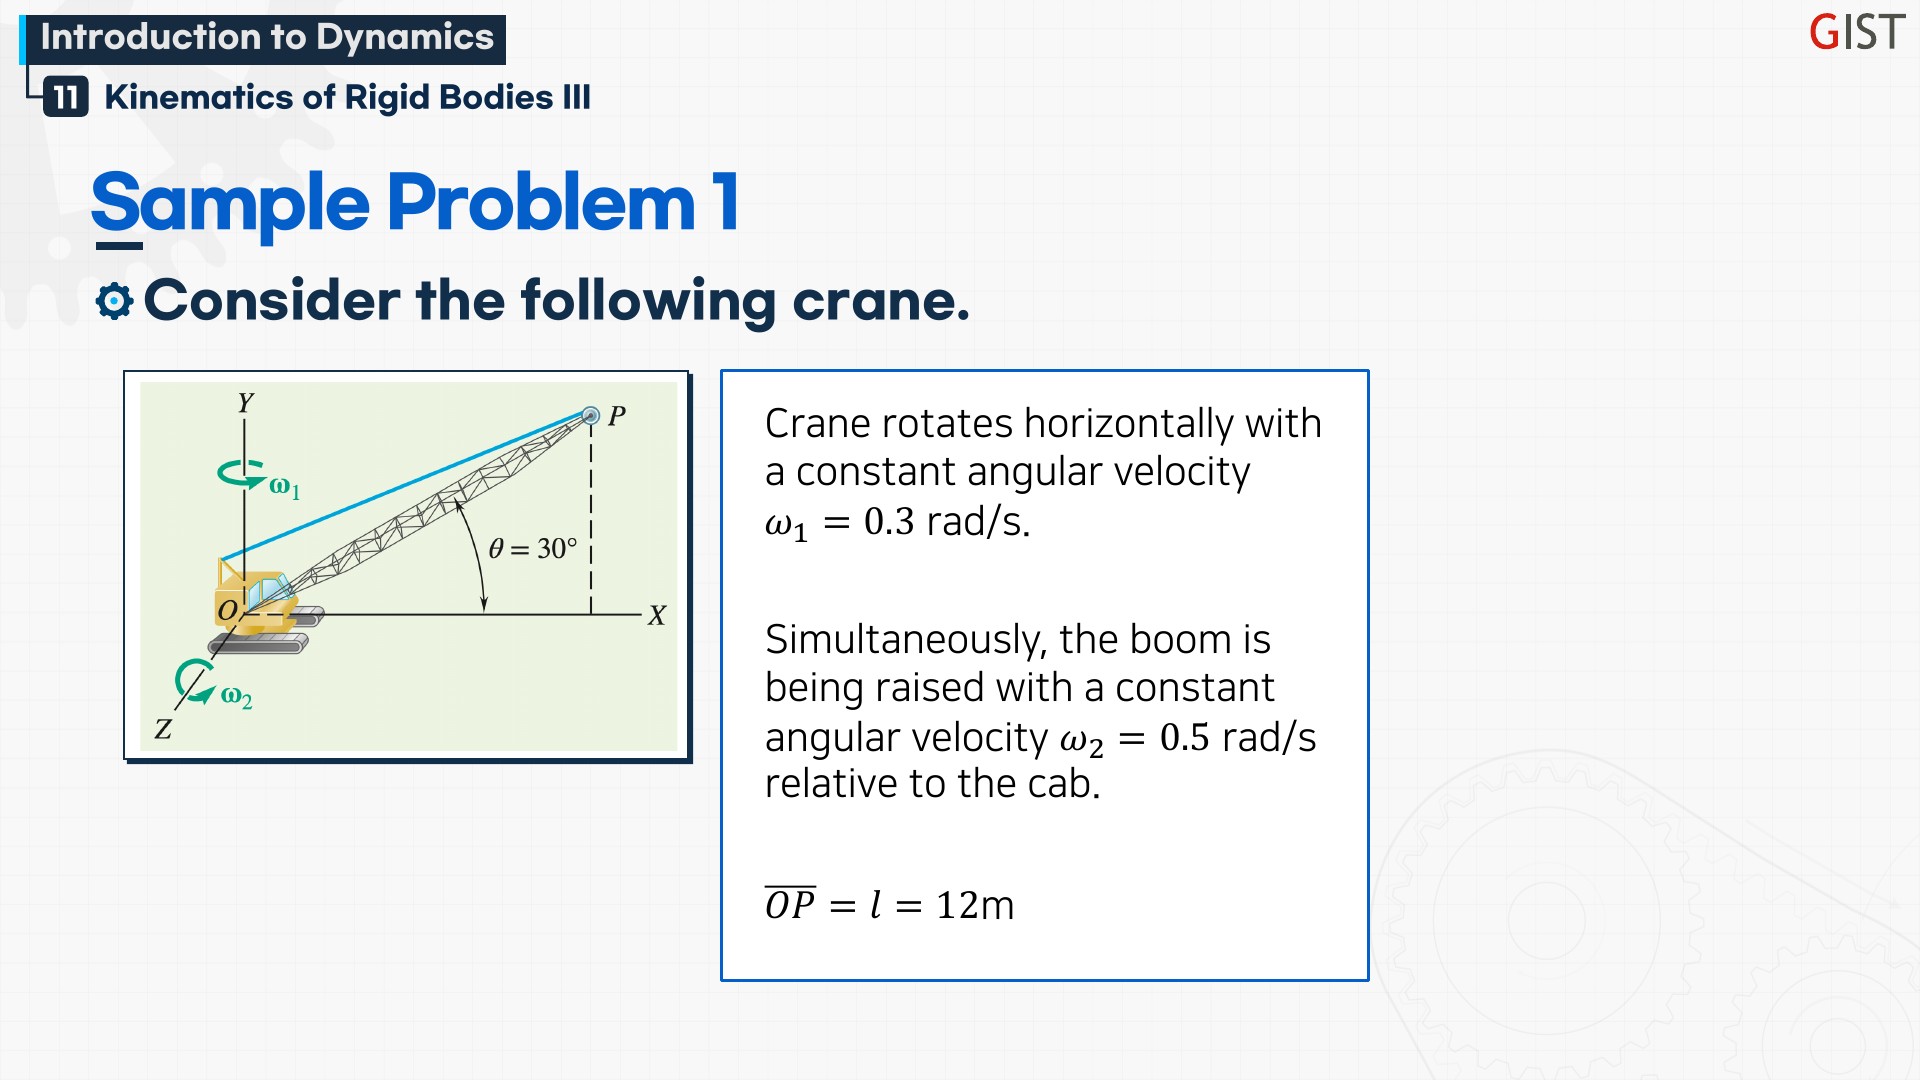 Introduction to Dynamics
GIST
11 Kinematics of Rigid Bodies III
Sample Problem 1
Consider the following crane.
Y
P
ω₁
θ = 30°
O
X
ω₂
Z
Crane rotates horizontally with
a constant angular velocity
ω₁ = 0.3 rad/s.
Simultaneously, the boom is
being raised with a constant
angular velocity ω₂ = 0.5 rad/s
relative to the cab.
O̅P̅ = l = 12m